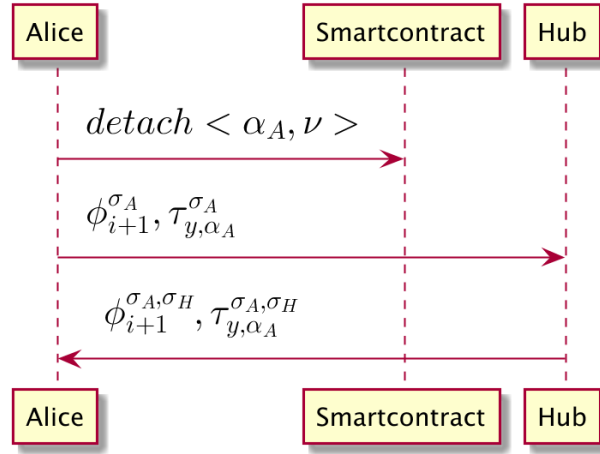 Alice Smartcontract Hub
detach < α_A, ν >
ϕ_{i+1}^{σ_A}, τ_{y,α_A}^{σ_A}
ϕ_{i+1}^{σ_A,σ_H}, τ_{y,α_A}^{σ_A,σ_H}
Alice Smartcontract Hub